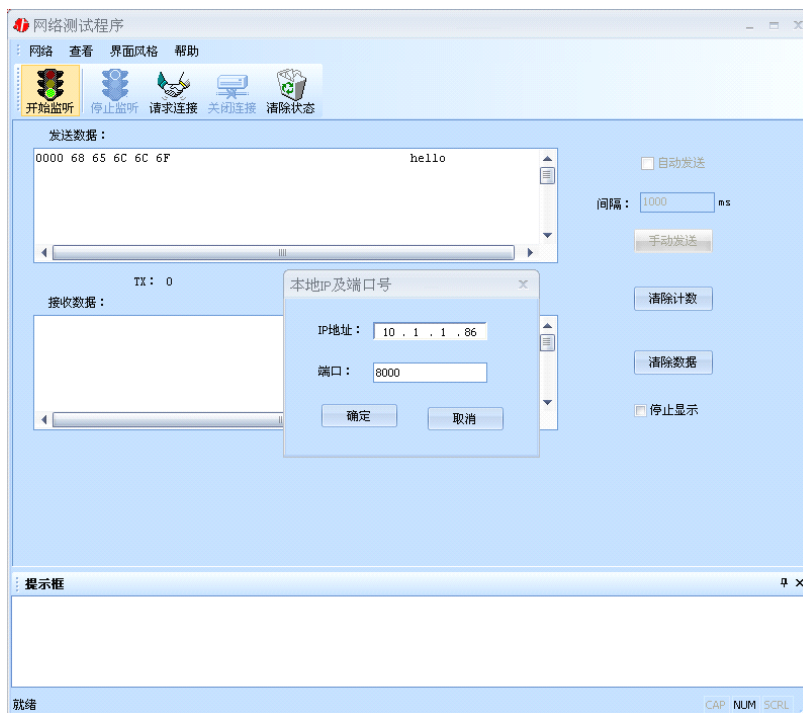 网络测试程序
网络 查看 界面风格 帮助
开始监听 停止监听 请求连接 关闭连接 清除状态
发送数据：
0000 68 65 6C 6C 6F hello
自动发送
间隔： 1000 ms
手动发送
TX： 0
接收数据：
本地IP及端口号
IP地址： 10 . 1 . 1 . 86
端口： 8000
确定 取消
清除计数
清除数据
停止显示
提示框
就绪
CAP NUM SCRL